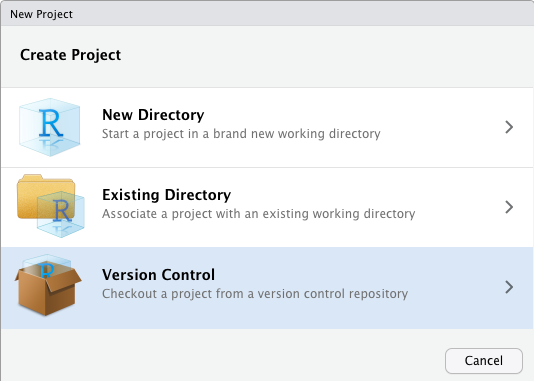 New Project
Create Project
R
New Directory
Start a project in a brand new working directory
R
Existing Directory
Associate a project with an existing working directory
R
Version Control
Checkout a project from a version control repository
Cancel